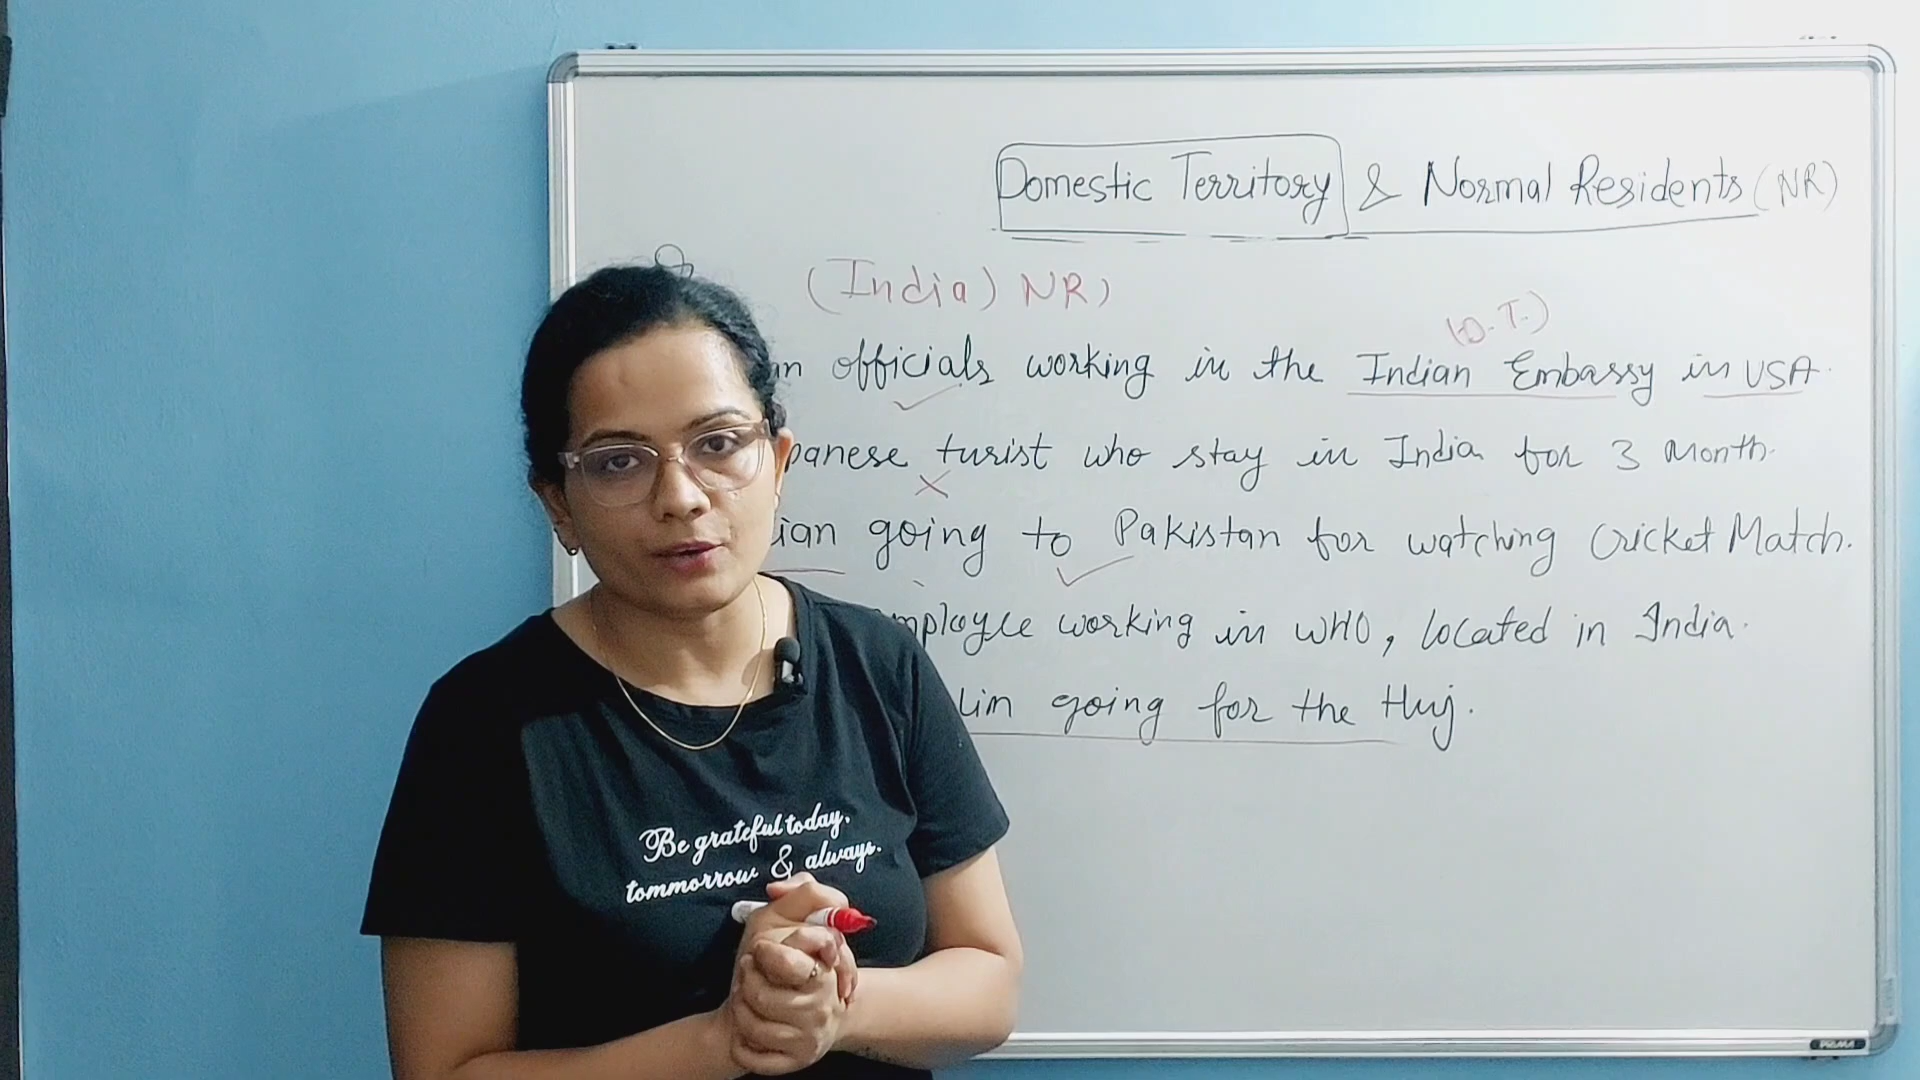 Domestic Territory & Normal Residents (NR)
(India) NR)
(D.T.)
officials working in the Indian Embassy in USA.
panese turist who stay in India for 3 Month.
ian going to Pakistan for watching Cricket Match.
mployee working in WHO, located in India.
lim going for the Huj.
Be grateful today,
tommorrow & always.